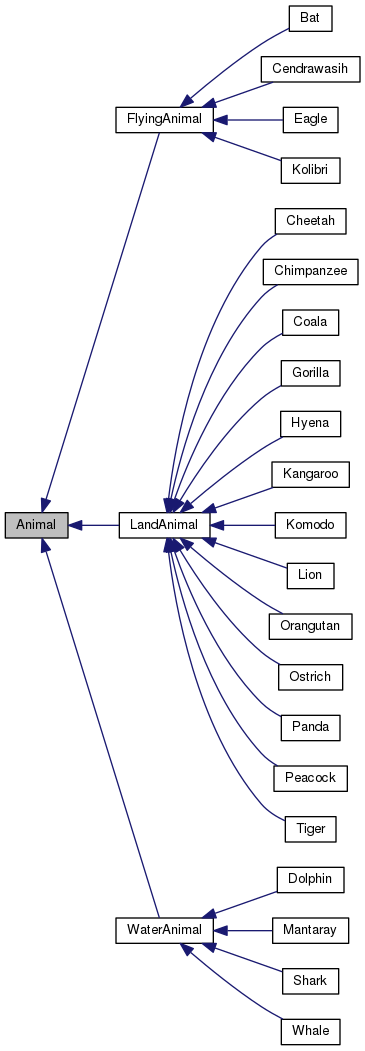 Bat
Cendrawasih
FlyingAnimal
Eagle
Kolibri
Cheetah
Chimpanzee
Coala
Gorilla
Hyena
Kangaroo
Animal
LandAnimal
Komodo
Lion
Orangutan
Ostrich
Panda
Peacock
Tiger
Dolphin
WaterAnimal
Mantaray
Shark
Whale